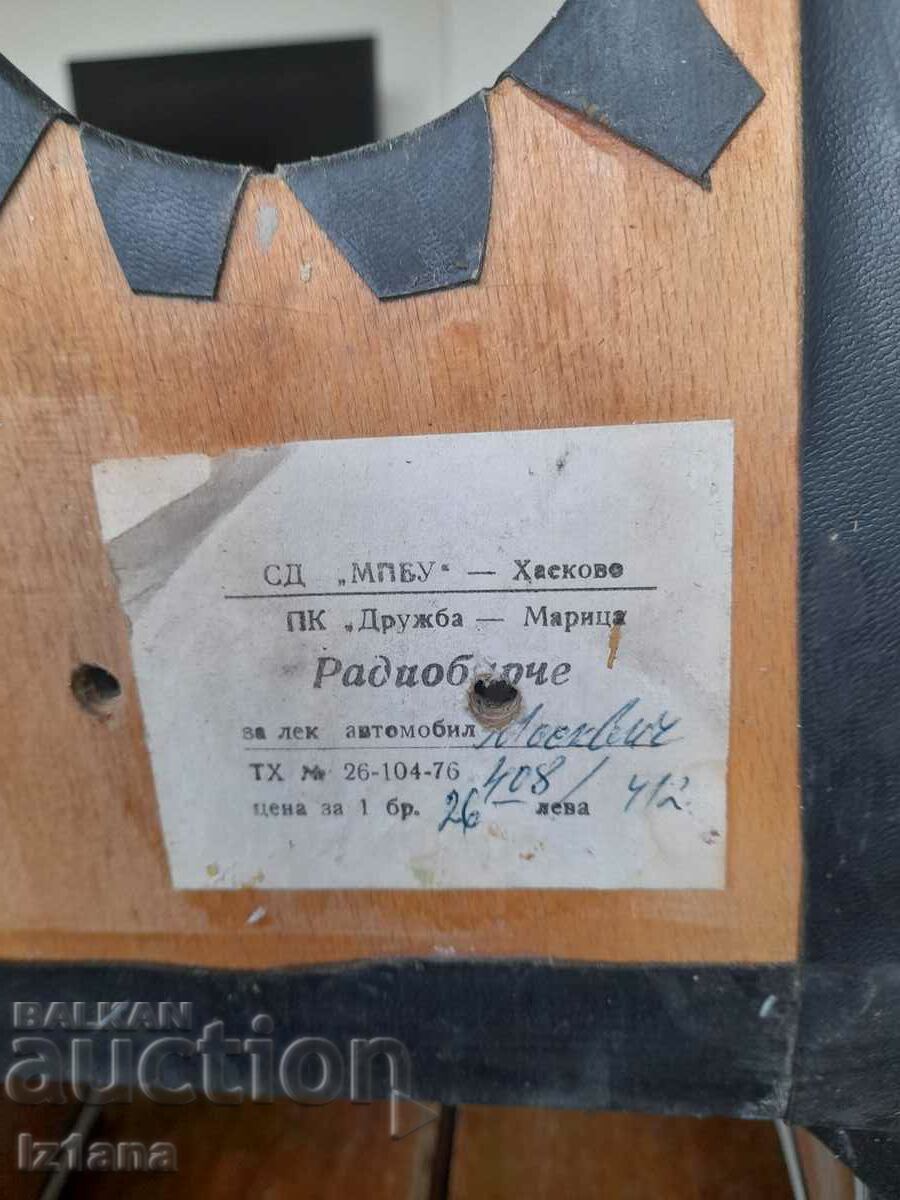 СД „МПБУ“ — Хасково
ПК „Дружба — Марица
Радиобарче
за лек автомобил Москвич
408 / 412
ТХ № 26-104-76
цена за 1 бр. 26 лева
BALKAN
auction
Iz1ana